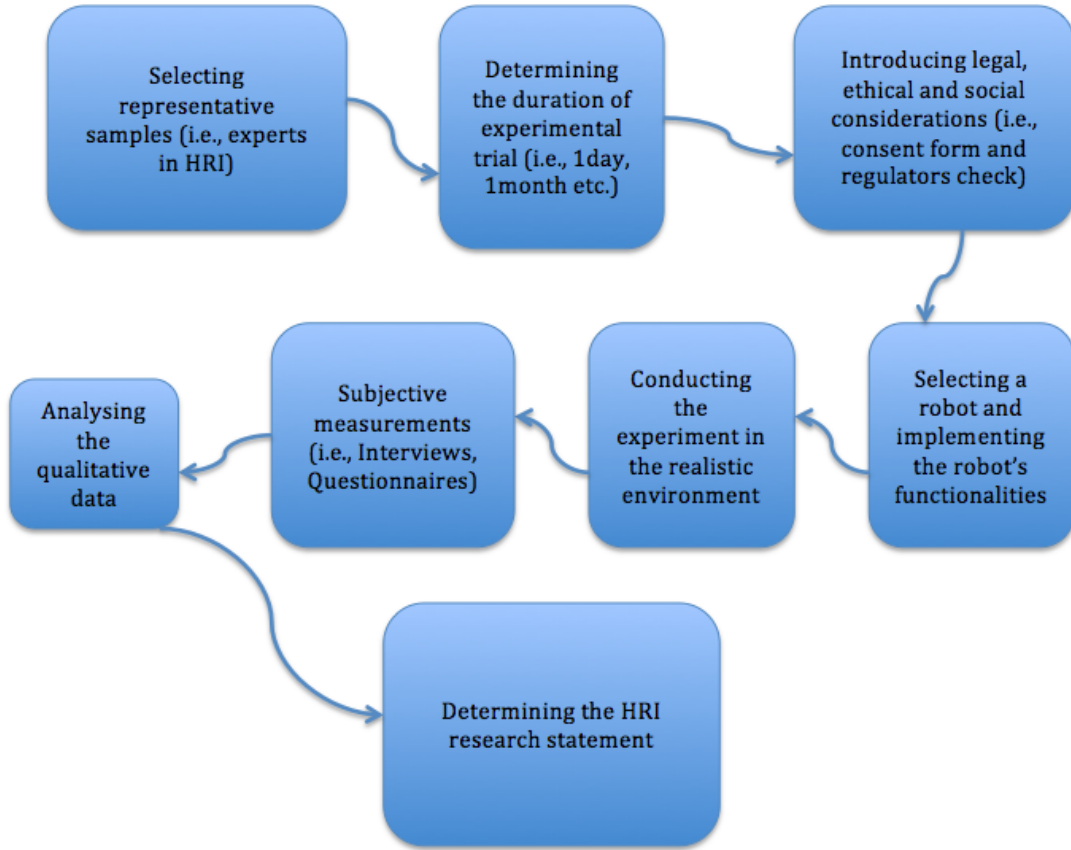 Selecting
representative
samples (i.e., experts
in HRI)
Determining
the duration of
experimental
trial (i.e., 1day,
1month etc.)
Introducing legal,
ethical and social
considerations (i.e.,
consent form and
regulators check)
Selecting a
robot and
implementing
the robot’s
functionalities
Conducting
the
experiment in
the realistic
environment
Subjective
measurements
(i.e., Interviews,
Questionnaires)
Analysing
the
qualitative
data
Determining the HRI
research statement